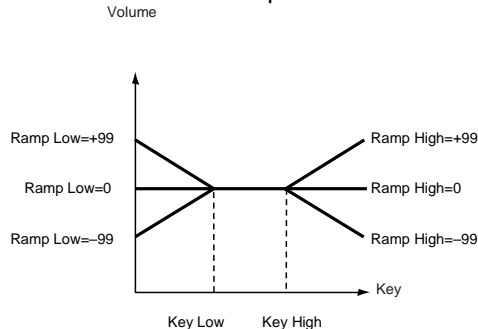 Volume
Ramp Low=+99
Ramp High=+99
Ramp Low=0
Ramp High=0
Ramp Low=–99
Ramp High=–99
Key
Key Low
Key High